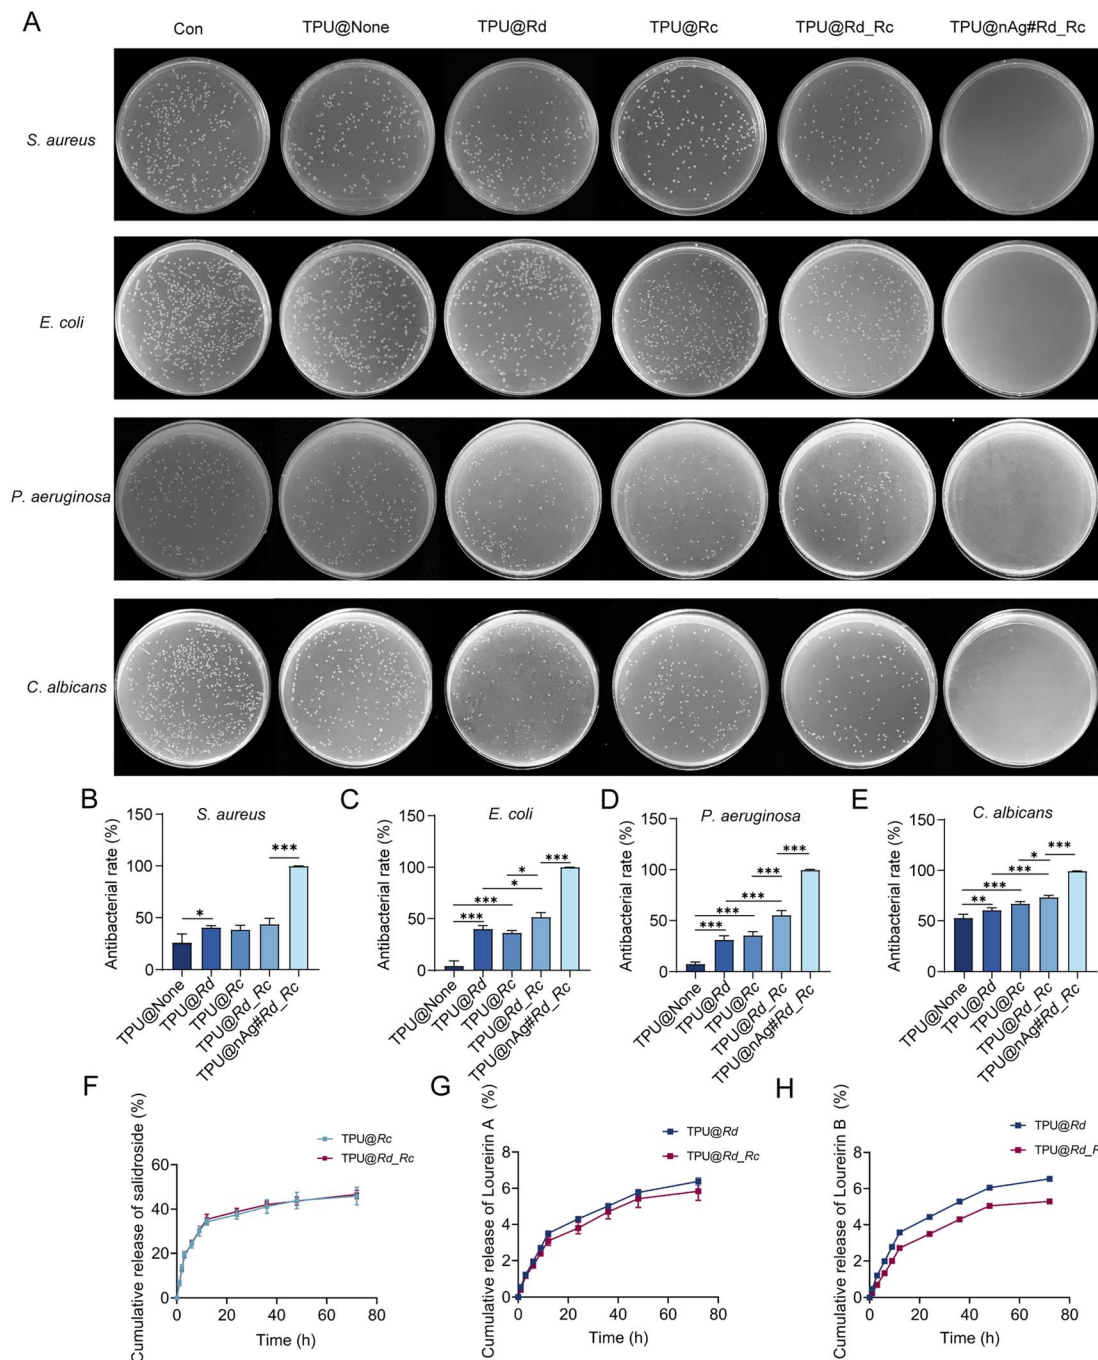 A
Con TPU@None TPU@Rd TPU@Rc TPU@Rd_Rc TPU@nAg#Rd_Rc
S. aureus
E. coli
P. aeruginosa
C. albicans
B
S. aureus
Antibacterial rate (%)
150
100
50
0
*
***
TPU@None
TPU@Rd
TPU@Rc
TPU@Rd_Rc
TPU@nAg#Rd_Rc
C
E. coli
Antibacterial rate (%)
150
100
50
0
***
*
*
***
***
TPU@None
TPU@Rd
TPU@Rc
TPU@Rd_Rc
TPU@nAg#Rd_Rc
D
P. aeruginosa
Antibacterial rate (%)
150
100
50
0
***
***
***
***
***
TPU@None
TPU@Rd
TPU@Rc
TPU@Rd_Rc
TPU@nAg#Rd_Rc
E
C. albicans
Antibacterial rate (%)
150
100
50
0
***
*
***
***
**
TPU@None
TPU@Rd
TPU@Rc
TPU@Rd_Rc
TPU@nAg#Rd_Rc
F
Cumulative release of salidroside (%)
TPU@Rc
TPU@Rd_Rc
60
40
20
0
0 20 40 60 80
Time (h)
G
Cumulative release of Loureirin A (%)
TPU@Rd
TPU@Rd_Rc
8
6
4
2
0
0 20 40 60 80
Time (h)
H
Cumulative release of Loureirin B (%)
TPU@Rd
TPU@Rd_R
8
6
4
2
0
0 20 40 60 80
Time (h)